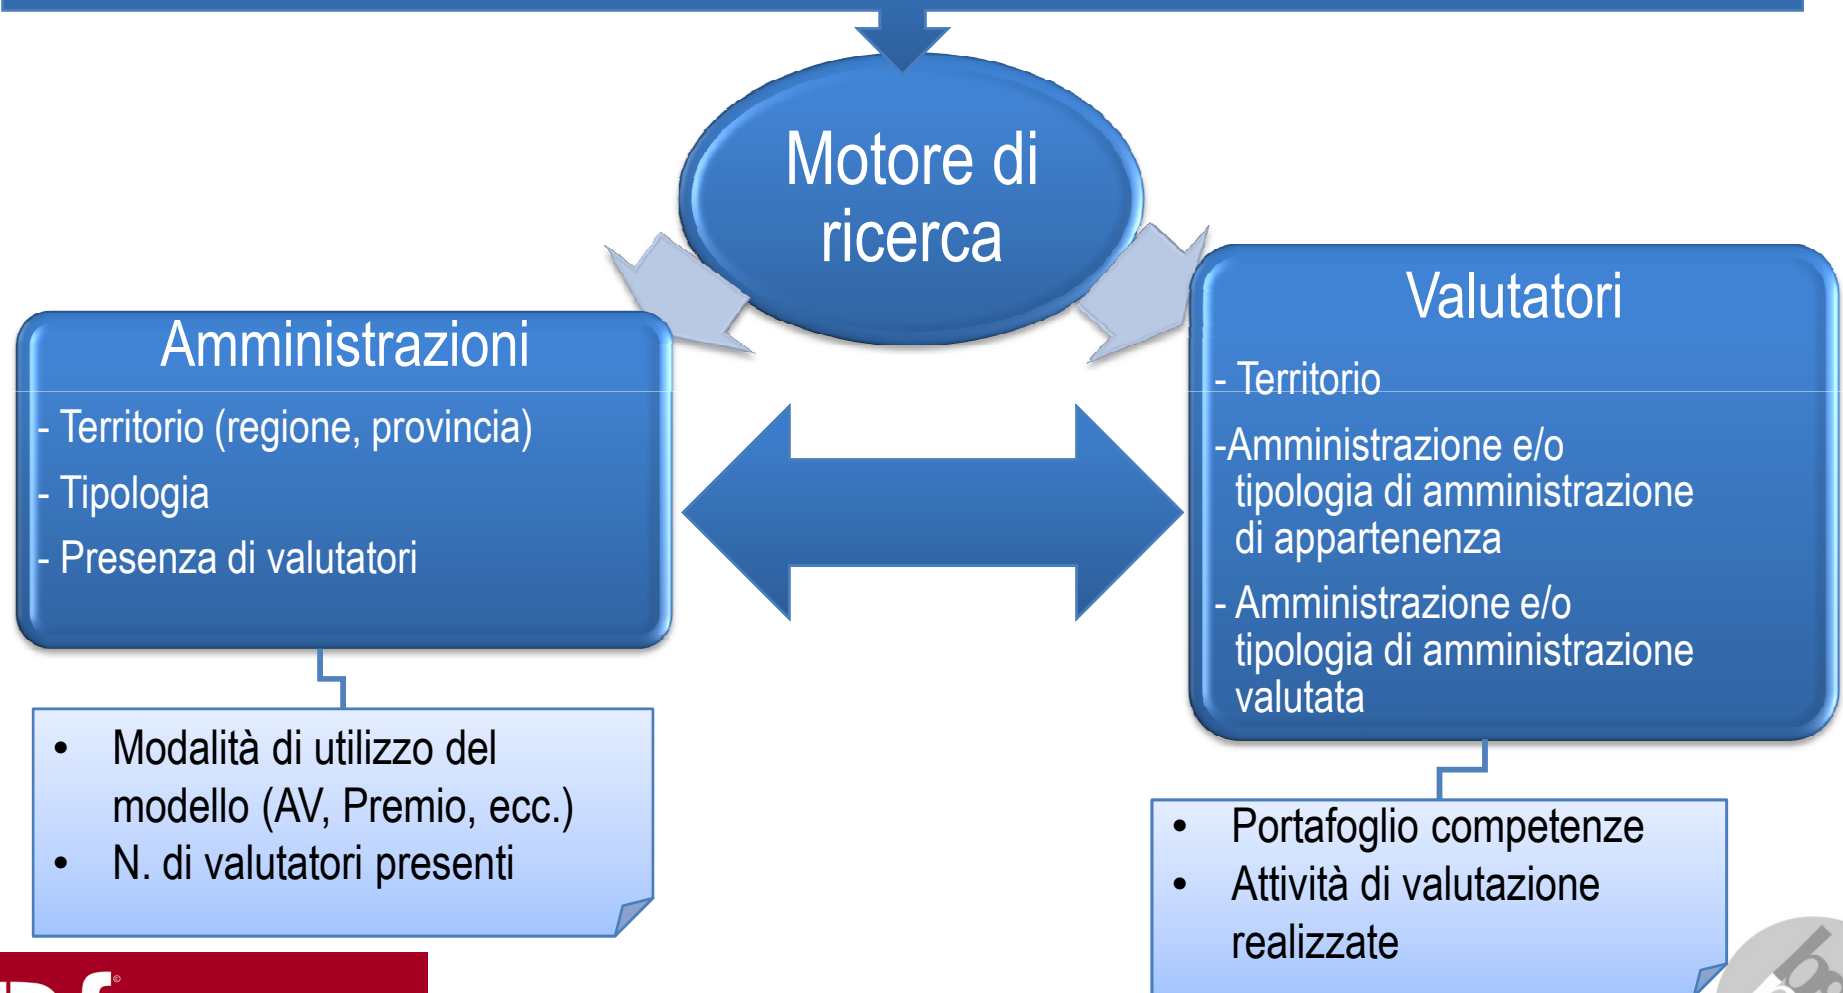 Motore di
ricerca
Amministrazioni
- Territorio (regione, provincia)
- Tipologia
- Presenza di valutatori
Valutatori
- Territorio
-Amministrazione e/o
tipologia di amministrazione
di appartenenza
- Amministrazione e/o
tipologia di amministrazione
valutata
• Modalità di utilizzo del
modello (AV, Premio, ecc.)
• N. di valutatori presenti
• Portafoglio competenze
• Attività di valutazione
realizzate